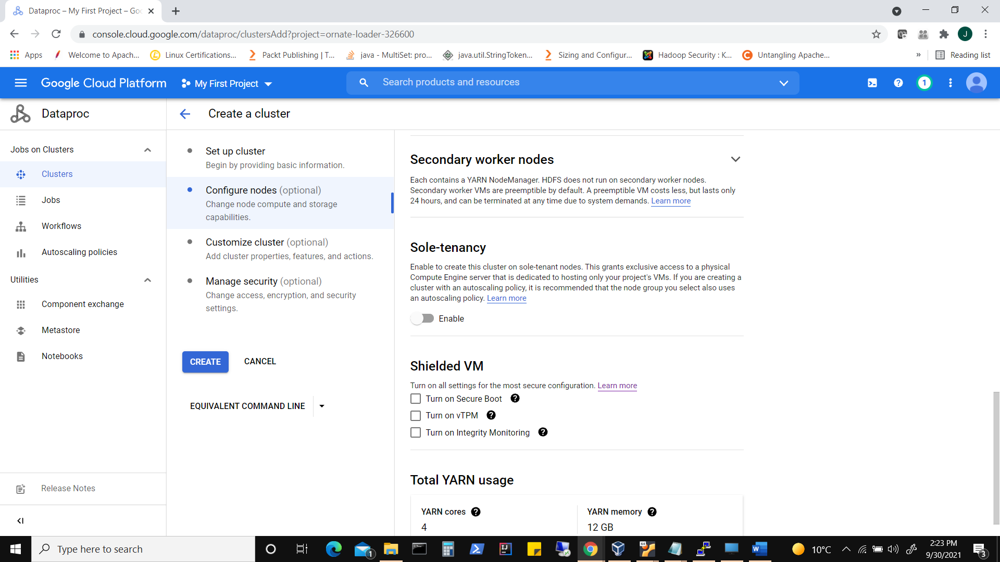 Dataproc – My First Project – Goo
console.cloud.google.com/dataproc/clustersAdd?project=ornate-loader-326600
J
Apps
Welcome to Apach...
Linux Certifications...
Packt Publishing | T...
java - MultiSet: pro...
java.util.StringToken...
Sizing and Configur...
Hadoop Security : K...
Untangling Apache...
»
Reading list
Google Cloud Platform
My First Project
Search products and resources
1
Dataproc
Create a cluster
Jobs on Clusters
Clusters
Jobs
Workflows
Autoscaling policies
Utilities
Component exchange
Metastore
Notebooks
Release Notes
Set up cluster
Begin by providing basic information.
Configure nodes (optional)
Change node compute and storage
capabilities.
Customize cluster (optional)
Add cluster properties, features, and actions.
Manage security (optional)
Change access, encryption, and security
settings.
CREATE
CANCEL
EQUIVALENT COMMAND LINE
Secondary worker nodes
Each contains a YARN NodeManager. HDFS does not run on secondary worker nodes.
Secondary worker VMs are preemptible by default. A preemptible VM costs less, but lasts only
24 hours, and can be terminated at any time due to system demands. Learn more
Sole-tenancy
Enable to create this cluster on sole-tenant nodes. This grants exclusive access to a physical
Compute Engine server that is dedicated to hosting only your project's VMs. If you are creating a
cluster with an autoscaling policy, it is recommended that the node group you select also uses
an autoscaling policy. Learn more
Enable
Shielded VM
Turn on all settings for the most secure configuration. Learn more
Turn on Secure Boot
Turn on vTPM
Turn on Integrity Monitoring
Total YARN usage
YARN cores
4
YARN memory
12 GB
Type here to search
1
10°C
2:23 PM
9/30/2021
3